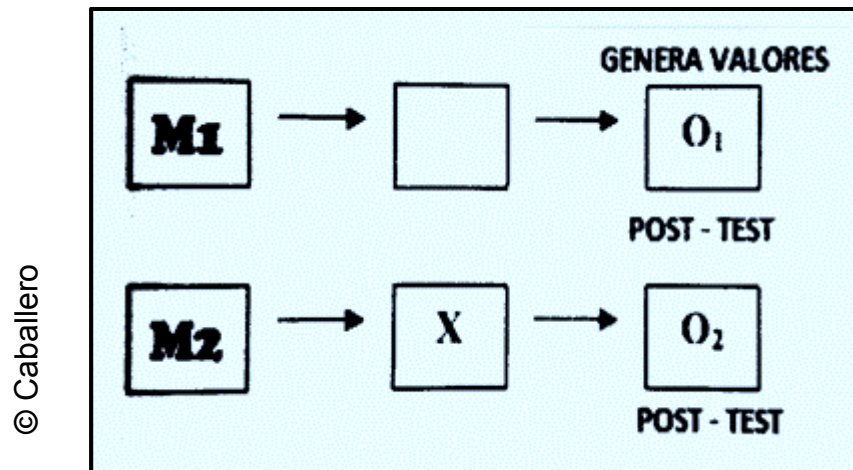 © Caballero
GENERA VALORES
M1
O₁
POST - TEST
M2
X
O₂
POST - TEST